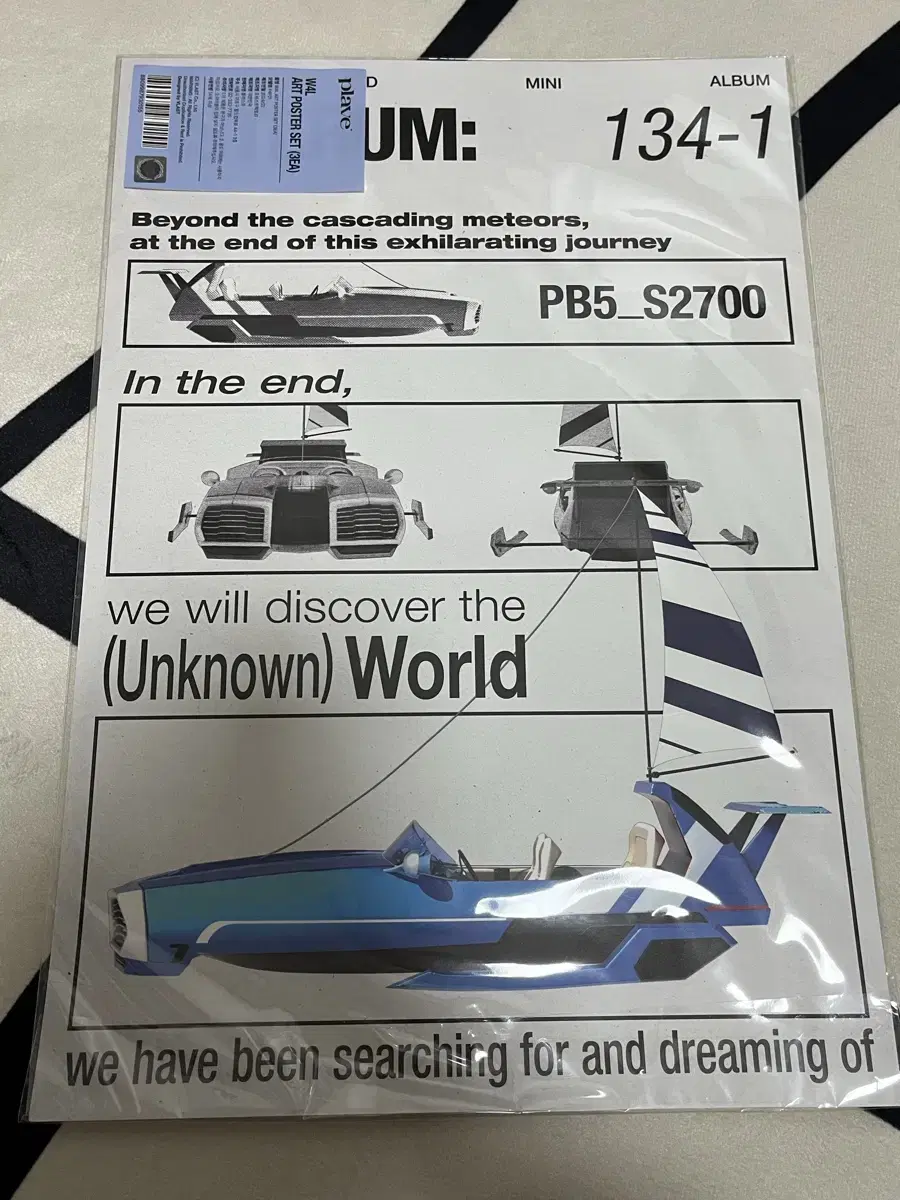 plave
W4L
ART POSTER SET (3EA)
D MINI ALBUM
UM: 134-1
Beyond the cascading meteors,
at the end of this exhilarating journey
PB5_S2700
In the end,
we will discover the
(Unknown) World
7
we have been searching for and dreaming of